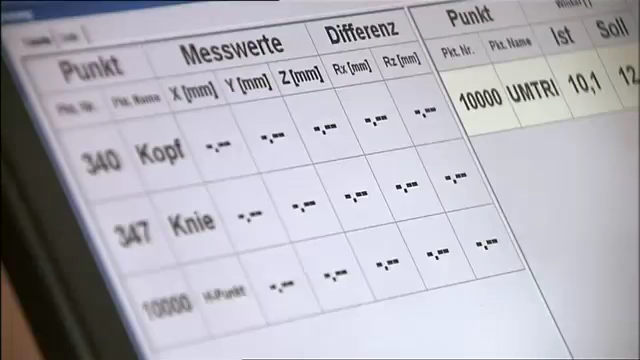 Punkt Messwerte Differenz
Pkt. Nr. Pkt. Name X [mm] Y [mm] Z [mm] Rx [mm] Rz [mm]
340 Kopf -,-- -,-- -,-- -,-- -,--
347 Knie -,-- -,-- -,-- -,-- -,--
10000 H-Punkt -,-- -,-- -,-- -,-- -,--
Punkt
Pkt. Nr. Pkt. Name Ist Soll
10000 UMTRI 10,1 12